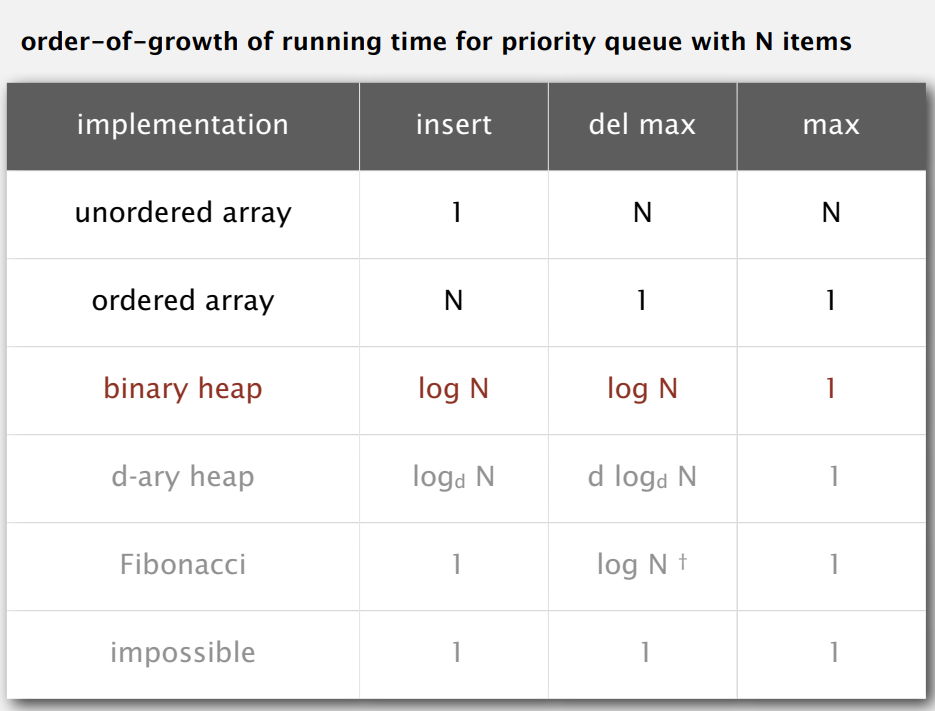 order-of-growth of running time for priority queue with N items
implementation insert del max max
unordered array 1 N N
ordered array N 1 1
binary heap log N log N 1
d-ary heap logd N d logd N 1
Fibonacci 1 log N † 1
impossible 1 1 1